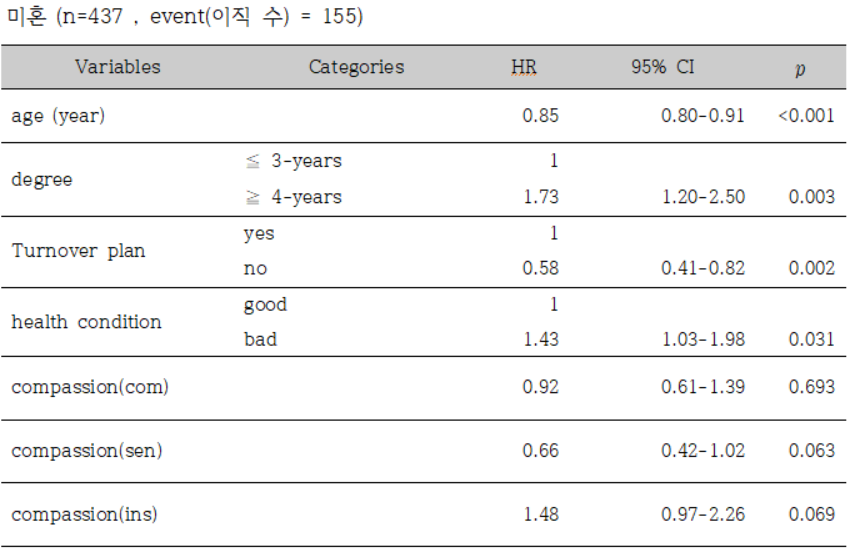 미혼 (n=437 , event(이직 수) = 155)
Variables Categories HR 95% CI p
age (year) 0.85 0.80-0.91 <0.001
degree
≦ 3-years 1
≧ 4-years 1.73 1.20-2.50 0.003
Turnover plan
yes 1
no 0.58 0.41-0.82 0.002
health condition
good 1
bad 1.43 1.03-1.98 0.031
compassion(com) 0.92 0.61-1.39 0.693
compassion(sen) 0.66 0.42-1.02 0.063
compassion(ins) 1.48 0.97-2.26 0.069